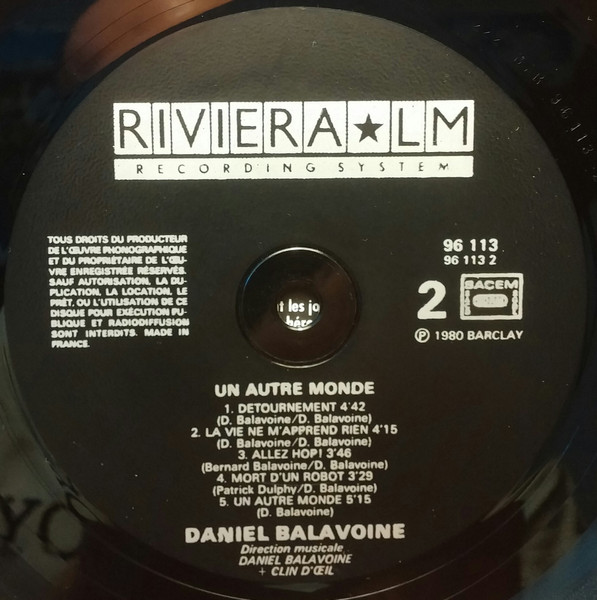 RIVIERA★LM
RECORDING SYSTEM
TOUS DROITS DU PRODUCTEUR
DE L'ŒUVRE PHONOGRAPHIQUE
ET DU PROPRIÉTAIRE DE L'ŒU-
VRE ENREGISTRÉE RÉSERVÉS.
SAUF AUTORISATION, LA DU-
PLICATION, LA LOCATION, LE
PRÊT, OU L'UTILISATION DE CE
DISQUE POUR EXÉCUTION PU-
BLIQUE ET RADIODIFFUSION
SONT INTERDITS. MADE IN
FRANCE.
96 113
96 113 2
2
SACEM
℗ 1980 BARCLAY
t les jo
UN AUTRE MONDE
1. DETOURNEMENT 4'42
(D. Balavoine/D. Balavoine)
2. LA VIE NE M'APPREND RIEN 4'15
(D. Balavoine/D. Balavoine)
3. ALLEZ HOP! 3'46
(Bernard Balavoine/D. Balavoine)
4. MORT D'UN ROBOT 3'29
(Patrick Dulphy/D. Balavoine)
5. UN AUTRE MONDE 5'15
(D. Balavoine)
DANIEL BALAVOINE
Direction musicale
DANIEL BALAVOINE
+ CLIN D'ŒIL